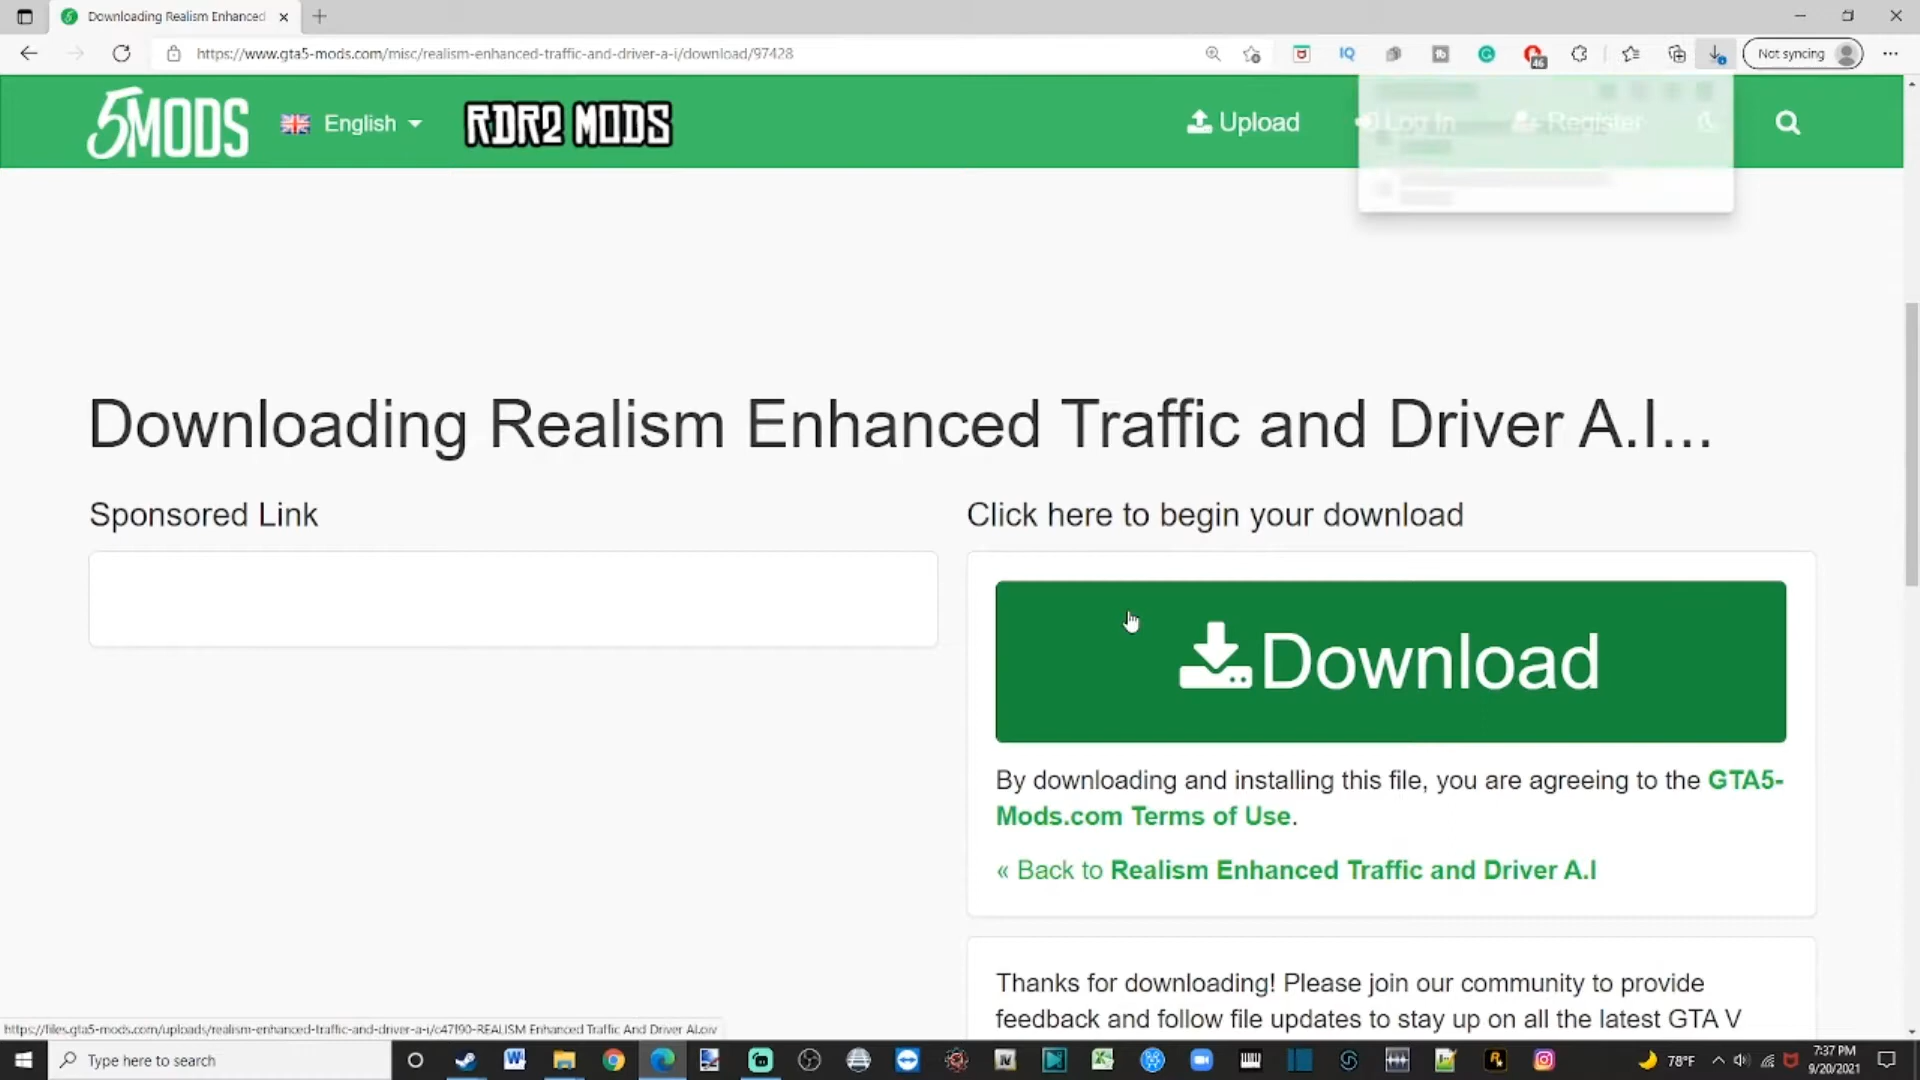 Downloading Realism Enhanced
https://www.gta5-mods.com/misc/realism-enhanced-traffic-and-driver-a-i/download/97428
IQ
46
Not syncing
5MODS
English
RDR2 MODS
Upload
Log In
Register
Downloading Realism Enhanced Traffic and Driver A.I...
Sponsored Link
Click here to begin your download
Download
By downloading and installing this file, you are agreeing to the GTA5-
Mods.com Terms of Use.
« Back to Realism Enhanced Traffic and Driver A.I
Thanks for downloading! Please join our community to provide
feedback and follow file updates to stay up on all the latest GTA V
https://files.gta5-mods.com/uploads/realism-enhanced-traffic-and-driver-a-i/c47f90-REALISM Enhanced Traffic And Driver AI.oiv
Type here to search
78°F
7:37 PM
9/20/2021